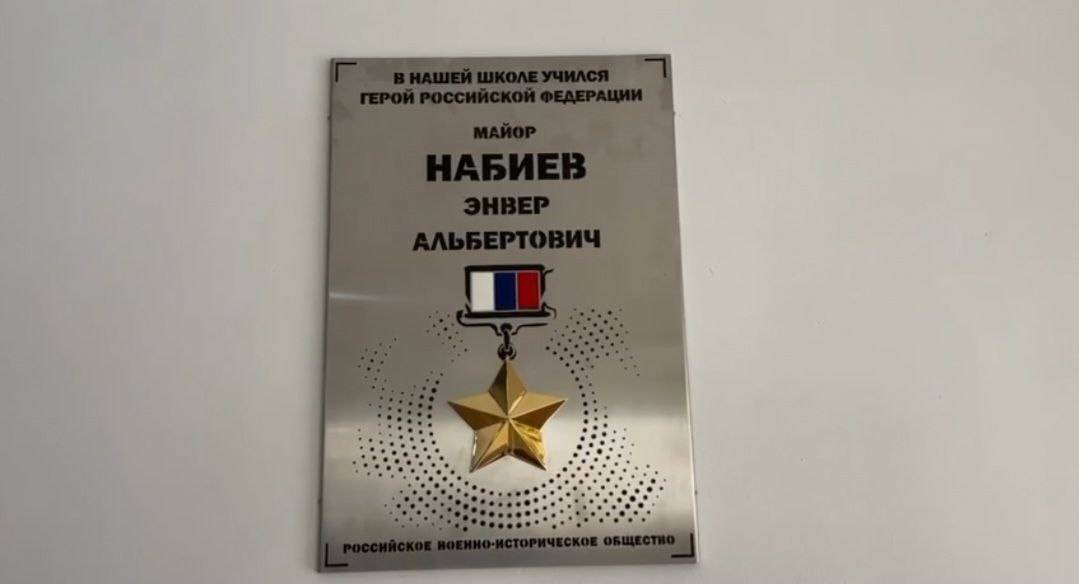 В НАШЕЙ ШКОЛЕ УЧИЛСЯ
ГЕРОЙ РОССИЙСКОЙ ФЕДЕРАЦИИ
МАЙОР
НАБИЕВ
ЭНВЕР
АЛЬБЕРТОВИЧ
РОССИЙСКОЕ ВОЕННО-ИСТОРИЧЕСКОЕ ОБЩЕСТВО